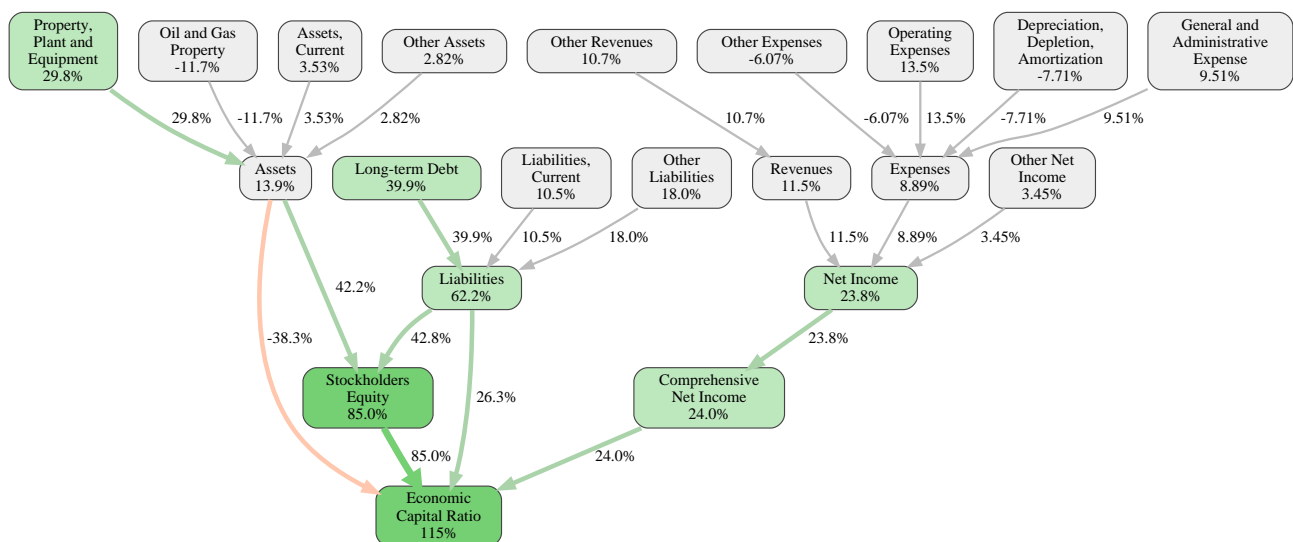 Property,
Plant and
Equipment
29.8%
Oil and Gas
Property
-11.7%
Assets,
Current
3.53%
Other Assets
2.82%
Other Revenues
10.7%
Other Expenses
-6.07%
Operating
Expenses
13.5%
Depreciation,
Depletion,
Amortization
-7.71%
General and
Administrative
Expense
9.51%
29.8%
-11.7%
3.53%
2.82%
10.7%
-6.07%
13.5%
-7.71%
9.51%
Assets
13.9%
Long-term Debt
39.9%
Liabilities,
Current
10.5%
Other
Liabilities
18.0%
Revenues
11.5%
Expenses
8.89%
Other Net
Income
3.45%
39.9%
10.5%
18.0%
11.5%
8.89%
3.45%
Liabilities
62.2%
Net Income
23.8%
42.2%
-38.3%
42.8%
26.3%
23.8%
Stockholders
Equity
85.0%
Comprehensive
Net Income
24.0%
85.0%
24.0%
Economic
Capital Ratio
115%